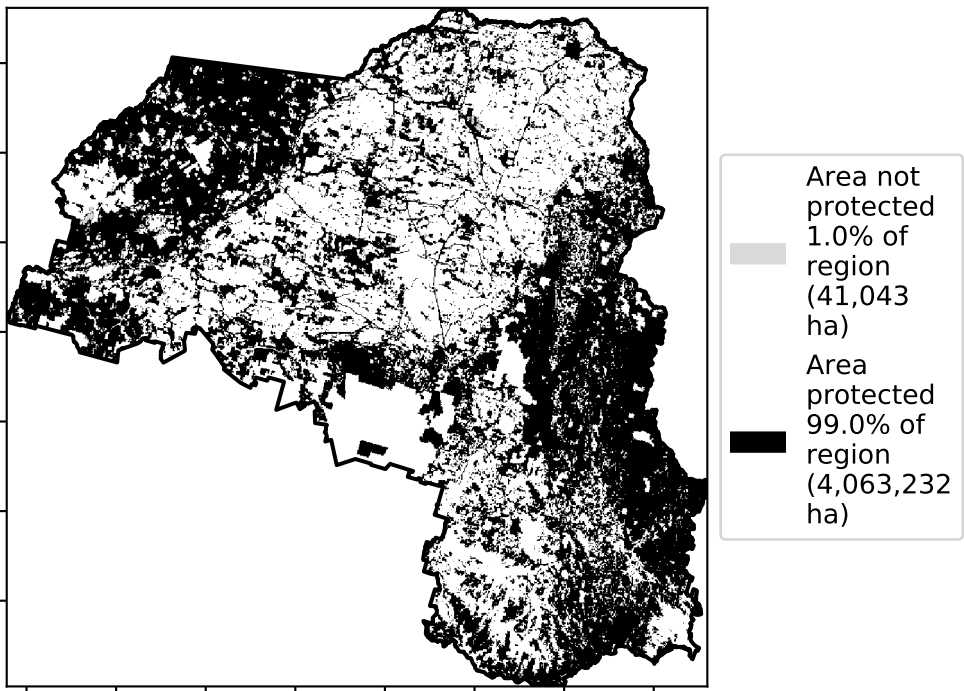 Area not
protected
1.0% of
region
(41,043
ha)
Area
protected
99.0% of
region
(4,063,232
ha)